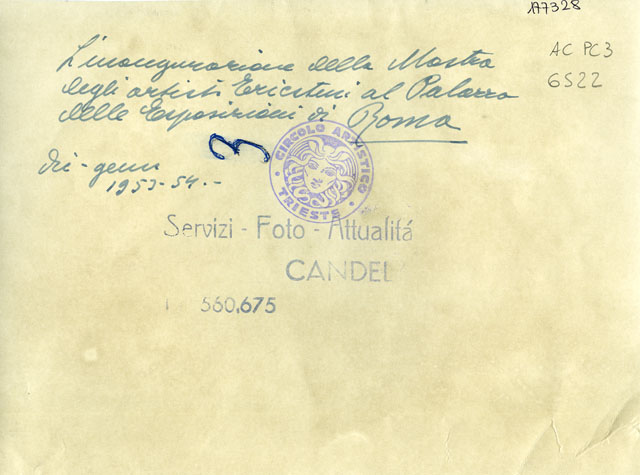 177328
AC PC3
6522
L'inaugurazione della Mostra
degli artisti Triestini al Palazzo
delle Esposizioni di Roma
3
dic - genn
1953-54.-
CIRCOLO ARTISTICO
TRIESTE
Servizi - Foto - Attualitá
CANDEL
560.675